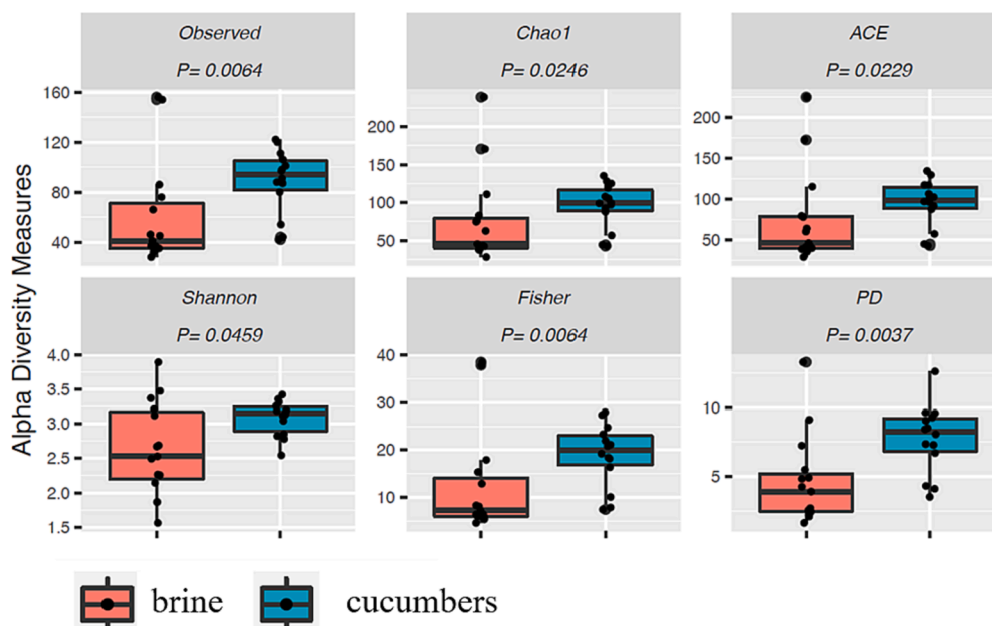 Observed
Chao1
ACE
P= 0.0064
P= 0.0246
P= 0.0229
160
120
80
40
200
150
100
50
200
150
100
50
Alpha Diversity Measures
Shannon
Fisher
PD
P= 0.0459
P= 0.0064
P= 0.0037
4.0
3.5
3.0
2.5
2.0
1.5
40
30
20
10
10
5
brine
cucumbers